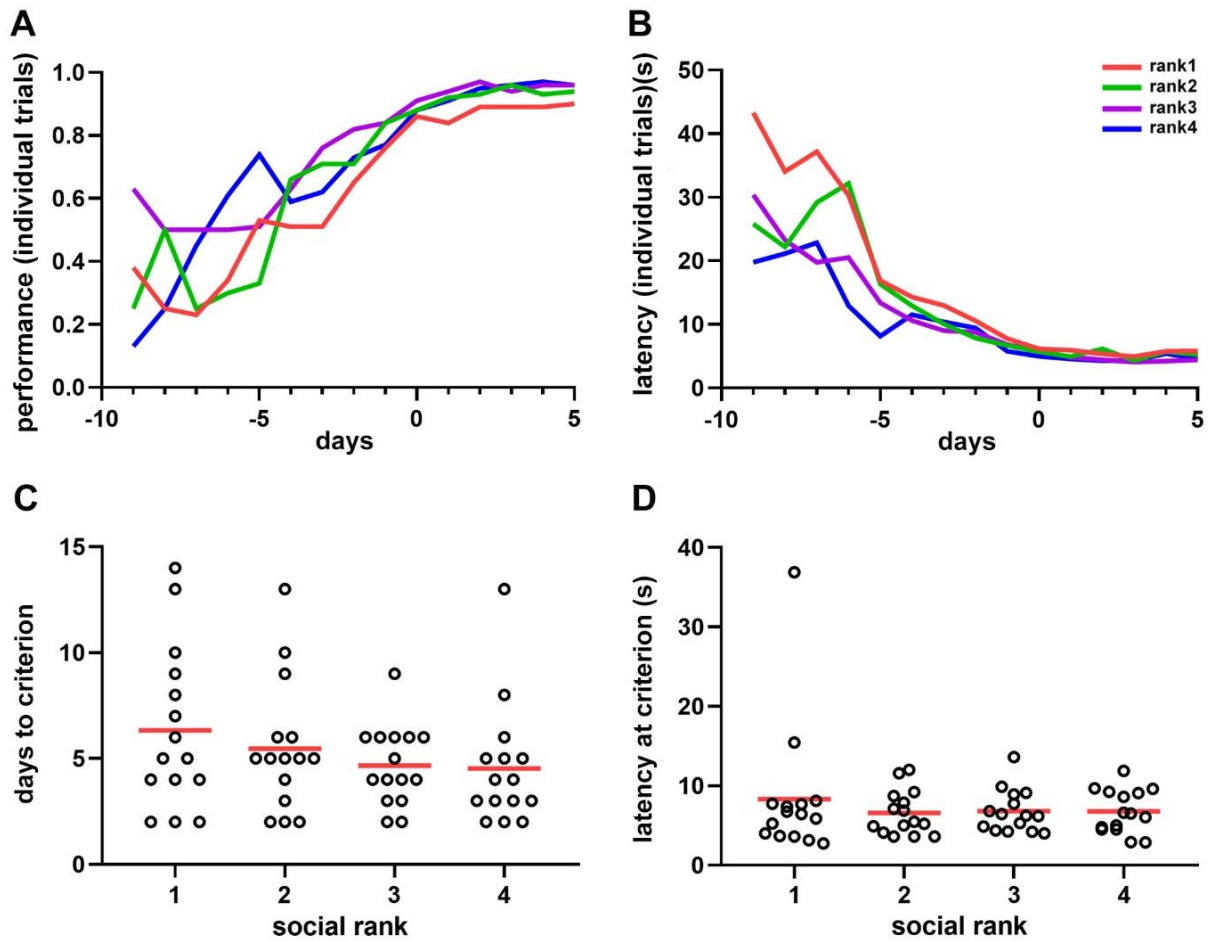 A
performance (individual trials)
1.0
0.8
0.6
0.4
0.2
0.0
-10
-5
0
5
days
B
latency (individual trials)(s)
50
40
30
20
10
0
-10
-5
0
5
days
rank1
rank2
rank3
rank4
C
days to criterion
15
10
5
0
1
2
3
4
social rank
D
latency at criterion (s)
40
30
20
10
0
1
2
3
4
social rank